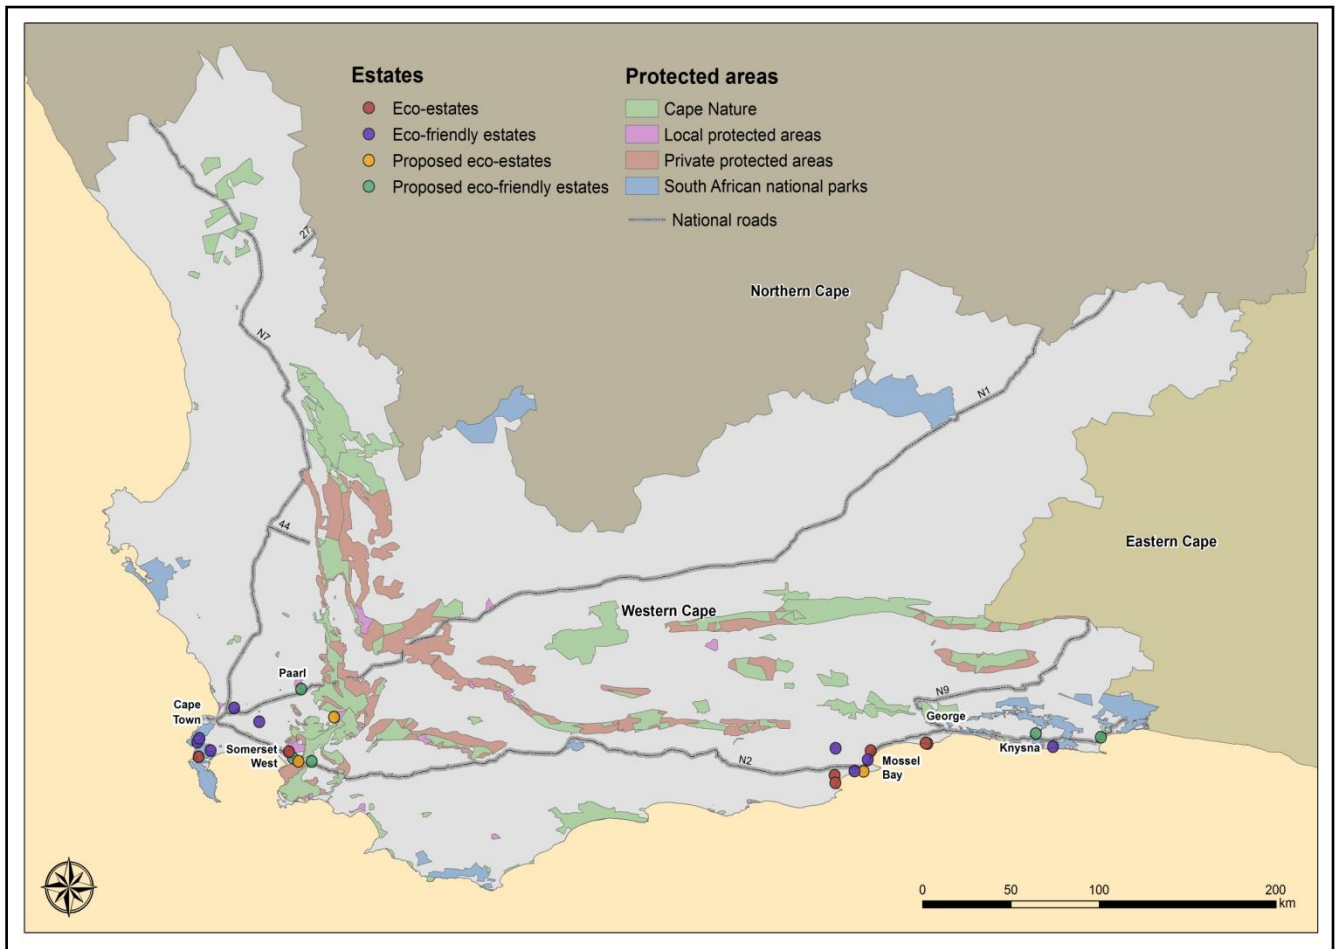 Estates
Eco-estates
Eco-friendly estates
Proposed eco-estates
Proposed eco-friendly estates
Protected areas
Cape Nature
Local protected areas
Private protected areas
South African national parks
National roads
27
Northern Cape
N7
N1
44
Eastern Cape
Western Cape
Paarl
Cape
Town
N9
George
Somerset
West
Knysna
N2
Mossel
Bay
0 50 100 200
km